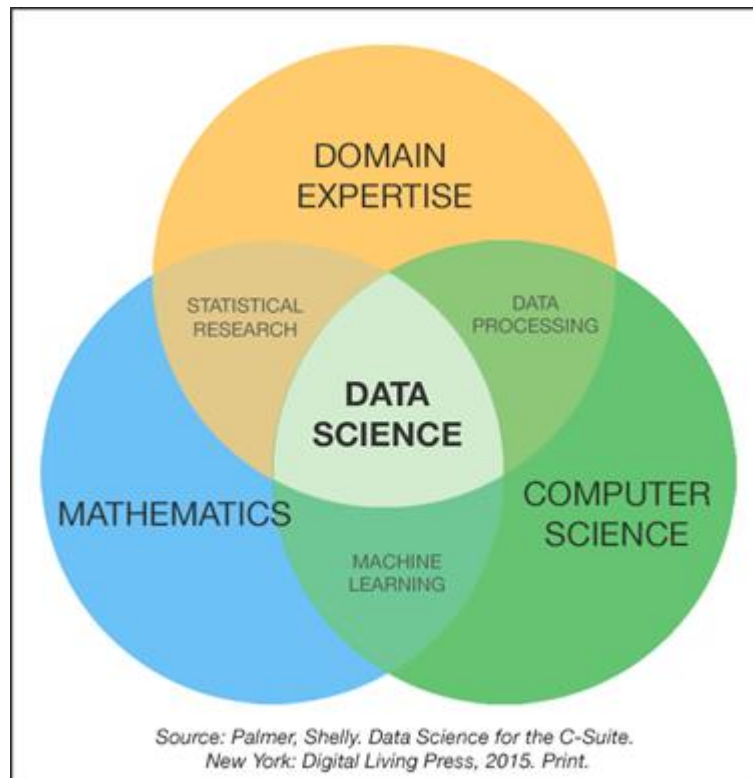 DOMAIN
EXPERTISE
STATISTICAL
RESEARCH
DATA
PROCESSING
DATA
SCIENCE
MATHEMATICS
COMPUTER
SCIENCE
MACHINE
LEARNING
Source: Palmer, Shelly. Data Science for the C-Suite.
New York: Digital Living Press, 2015. Print.